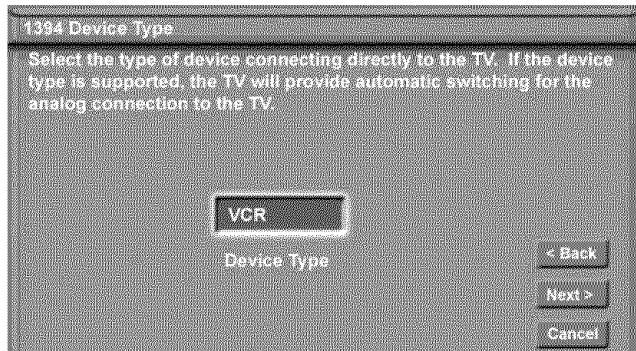 1394 Device Type
Select the type of device connecting directly to the TV. If the device
type is supported, the TV will provide automatic switching for the
analog connection to the TV.
VCR
Device Type
< Back
Next >
Cancel